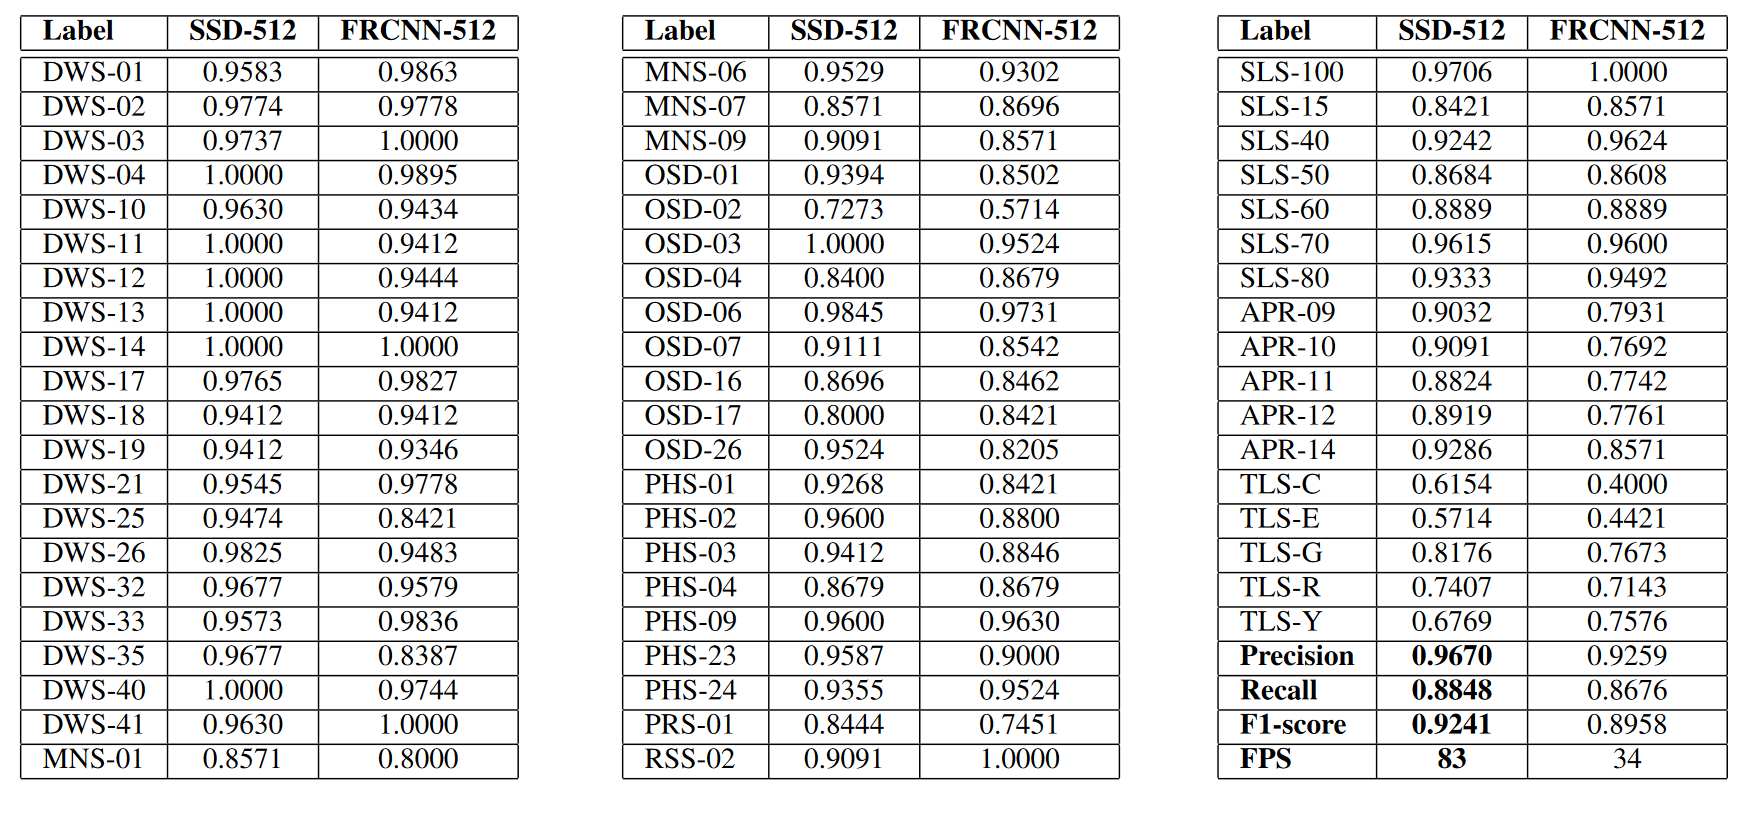 Label SSD-512 FRCNN-512
DWS-01 0.9583 0.9863
DWS-02 0.9774 0.9778
DWS-03 0.9737 1.0000
DWS-04 1.0000 0.9895
DWS-10 0.9630 0.9434
DWS-11 1.0000 0.9412
DWS-12 1.0000 0.9444
DWS-13 1.0000 0.9412
DWS-14 1.0000 1.0000
DWS-17 0.9765 0.9827
DWS-18 0.9412 0.9412
DWS-19 0.9412 0.9346
DWS-21 0.9545 0.9778
DWS-25 0.9474 0.8421
DWS-26 0.9825 0.9483
DWS-32 0.9677 0.9579
DWS-33 0.9573 0.9836
DWS-35 0.9677 0.8387
DWS-40 1.0000 0.9744
DWS-41 0.9630 1.0000
MNS-01 0.8571 0.8000
Label SSD-512 FRCNN-512
MNS-06 0.9529 0.9302
MNS-07 0.8571 0.8696
MNS-09 0.9091 0.8571
OSD-01 0.9394 0.8502
OSD-02 0.7273 0.5714
OSD-03 1.0000 0.9524
OSD-04 0.8400 0.8679
OSD-06 0.9845 0.9731
OSD-07 0.9111 0.8542
OSD-16 0.8696 0.8462
OSD-17 0.8000 0.8421
OSD-26 0.9524 0.8205
PHS-01 0.9268 0.8421
PHS-02 0.9600 0.8800
PHS-03 0.9412 0.8846
PHS-04 0.8679 0.8679
PHS-09 0.9600 0.9630
PHS-23 0.9587 0.9000
PHS-24 0.9355 0.9524
PRS-01 0.8444 0.7451
RSS-02 0.9091 1.0000
Label SSD-512 FRCNN-512
SLS-100 0.9706 1.0000
SLS-15 0.8421 0.8571
SLS-40 0.9242 0.9624
SLS-50 0.8684 0.8608
SLS-60 0.8889 0.8889
SLS-70 0.9615 0.9600
SLS-80 0.9333 0.9492
APR-09 0.9032 0.7931
APR-10 0.9091 0.7692
APR-11 0.8824 0.7742
APR-12 0.8919 0.7761
APR-14 0.9286 0.8571
TLS-C 0.6154 0.4000
TLS-E 0.5714 0.4421
TLS-G 0.8176 0.7673
TLS-R 0.7407 0.7143
TLS-Y 0.6769 0.7576
Precision 0.9670 0.9259
Recall 0.8848 0.8676
F1-score 0.9241 0.8958
FPS 83 34